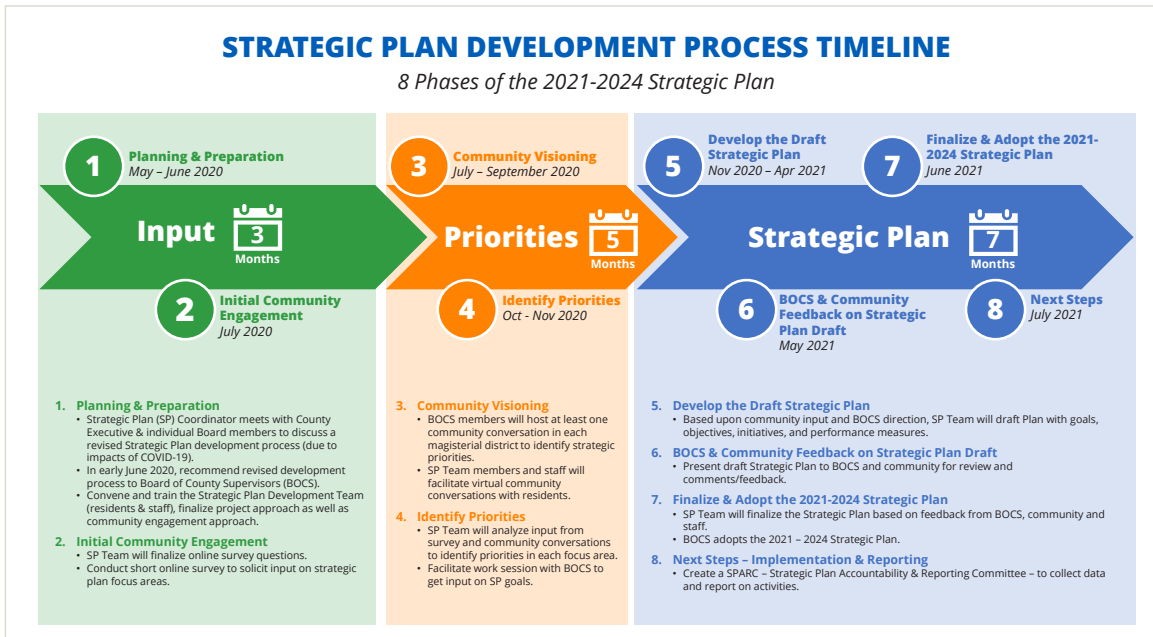 STRATEGIC PLAN DEVELOPMENT PROCESS TIMELINE
8 Phases of the 2021-2024 Strategic Plan
1
Planning & Preparation
May – June 2020
Input
3
Months
2
Initial Community
Engagement
July 2020
3
Community Visioning
July – September 2020
Priorities
5
Months
4
Identify Priorities
Oct - Nov 2020
5
Develop the Draft
Strategic Plan
Nov 2020 – Apr 2021
7
Finalize & Adopt the 2021-
2024 Strategic Plan
June 2021
Strategic Plan
7
Months
6
BOCS & Community
Feedback on Strategic
Plan Draft
May 2021
8
Next Steps
July 2021
1. Planning & Preparation
• Strategic Plan (SP) Coordinator meets with County
Executive & individual Board members to discuss a
revised Strategic Plan development process (due to
impacts of COVID-19).
• In early June 2020, recommend revised development
process to Board of County Supervisors (BOCS).
• Convene and train the Strategic Plan Development Team
(residents & staff), finalize project approach as well as
community engagement approach.
2. Initial Community Engagement
• SP Team will finalize online survey questions.
• Conduct short online survey to solicit input on strategic
plan focus areas.
3. Community Visioning
• BOCS members will host at least one
community conversation in each
magisterial district to identify strategic
priorities.
• SP Team members and staff will
facilitate virtual community
conversations with residents.
4. Identify Priorities
• SP Team will analyze input from
survey and community conversations
to identify priorities in each focus area.
• Facilitate work session with BOCS to
get input on SP goals.
5. Develop the Draft Strategic Plan
• Based upon community input and BOCS direction, SP Team will draft Plan with goals,
objectives, initiatives, and performance measures.
6. BOCS & Community Feedback on Strategic Plan Draft
• Present draft Strategic Plan to BOCS and community for review and
comments/feedback.
7. Finalize & Adopt the 2021-2024 Strategic Plan
• SP Team will finalize the Strategic Plan based on feedback from BOCS, community and
staff.
• BOCS adopts the 2021 – 2024 Strategic Plan.
8. Next Steps – Implementation & Reporting
• Create a SPARC – Strategic Plan Accountability & Reporting Committee – to collect data
and report on activities.